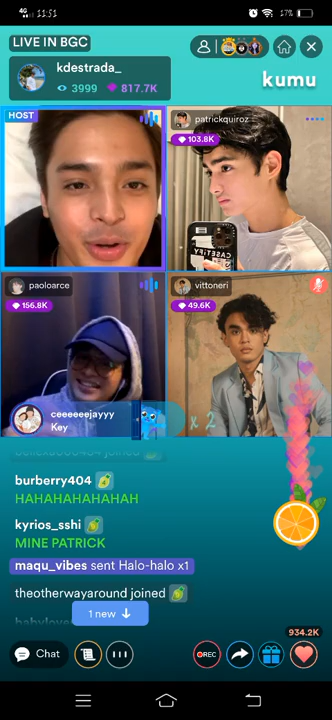 4G 11:51
17%
LIVE IN BGC
kdestrada_
3999 817.7K
kumu
HOST
patrickquiroz
103.8K
CASETiFY
paoloarce
156.8K
vittoneri
49.6K
ceeeeeejayyy
Key
x 2
joined
burberry404
HAHAHAHAHAHAH
kyrios_sshi
MINE PATRICK
maqu_vibes sent Halo-halo x1
theotherwayaround joined
1 new ↓
934.2K
Chat
REC